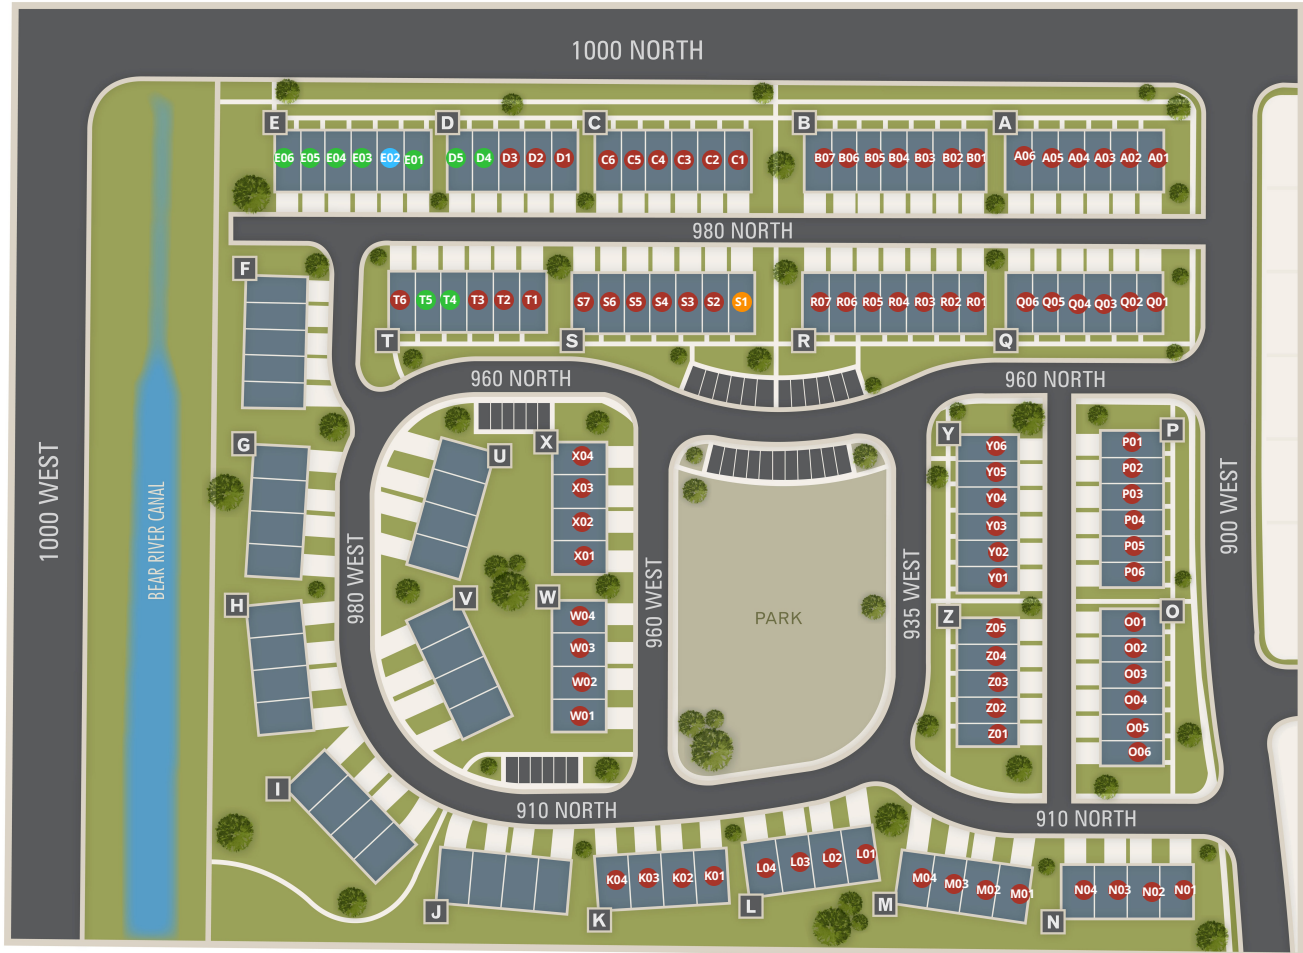 1000 NORTH
E D C B A
E06 E05 E04 E03 E02 E01 D5 D4 D3 D2 D1 C6 C5 C4 C3 C2 C1 B07 B06 B05 B04 B03 B02 B01 A06 A05 A04 A03 A02 A01
980 NORTH
F
T6 T5 T4 T3 T2 T1 S7 S6 S5 S4 S3 S2 S1 R07 R06 R05 R04 R03 R02 R01 Q06 Q05 Q04 Q03 Q02 Q01
T S R Q
960 NORTH
960 NORTH
G
U
X
X04
X03
X02
X01
Y
Y06
Y05
Y04
Y03
Y02
Y01
P
P01
P02
P03
P04
P05
P06
1000 WEST
BEAR RIVER CANAL
980 WEST
960 WEST
PARK
935 WEST
900 WEST
H
V
W
W04
W03
W02
W01
Z
Z05
Z04
Z03
Z02
Z01
O
O01
O02
O03
O04
O05
O06
I
910 NORTH
910 NORTH
J
K04 K03 K02 K01
K
L04 L03 L02 L01
L
M04 M03 M02 M01
M
N04 N03 N02 N01
N